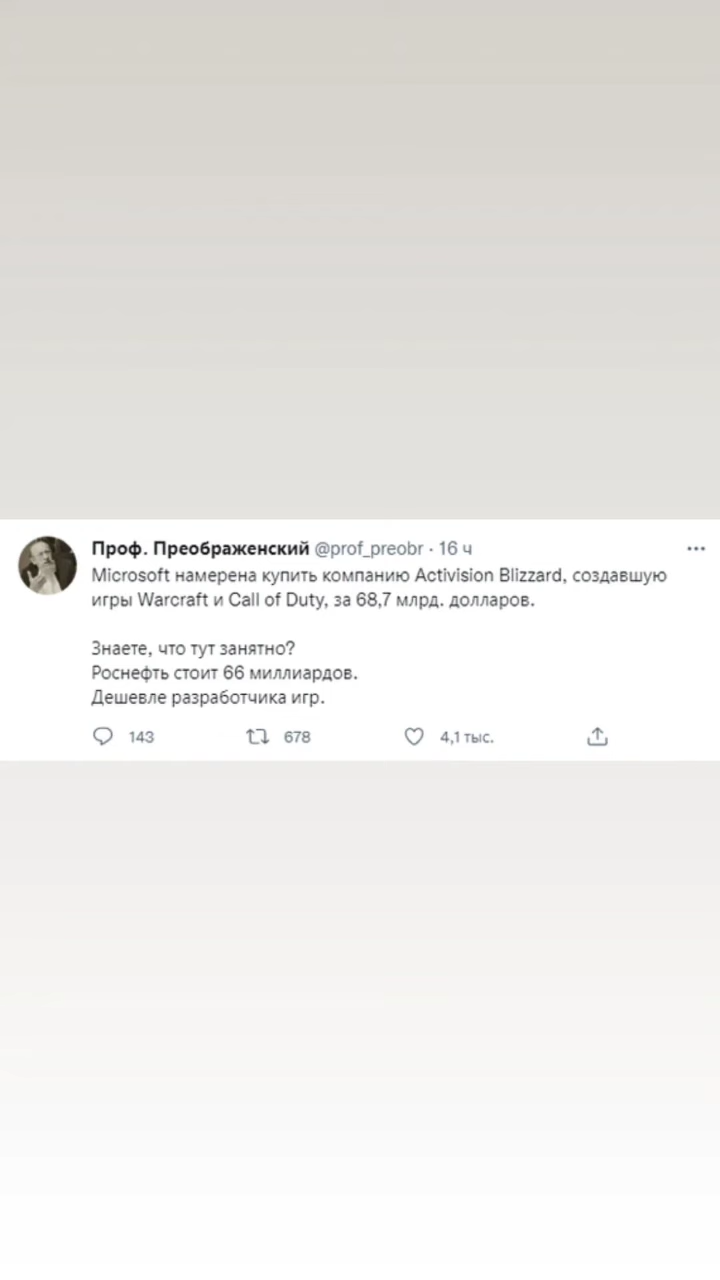 Проф. Преображенский @prof_preobr · 16 ч
Microsoft намерена купить компанию Activision Blizzard, создавшую
игры Warcraft и Call of Duty, за 68,7 млрд. долларов.
Знаете, что тут занятно?
Роснефть стоит 66 миллиардов.
Дешевле разработчика игр.
143 678 4,1 тыс.